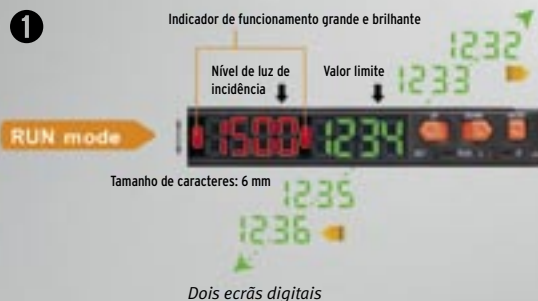 1
Indicador de funcionamento grande e brilhante
1232
1233
Nível de luz de
incidência
Valor limite
RUN mode
1500 1234
Tamanho de caracteres: 6 mm
1235
1236
Dois ecrãs digitais